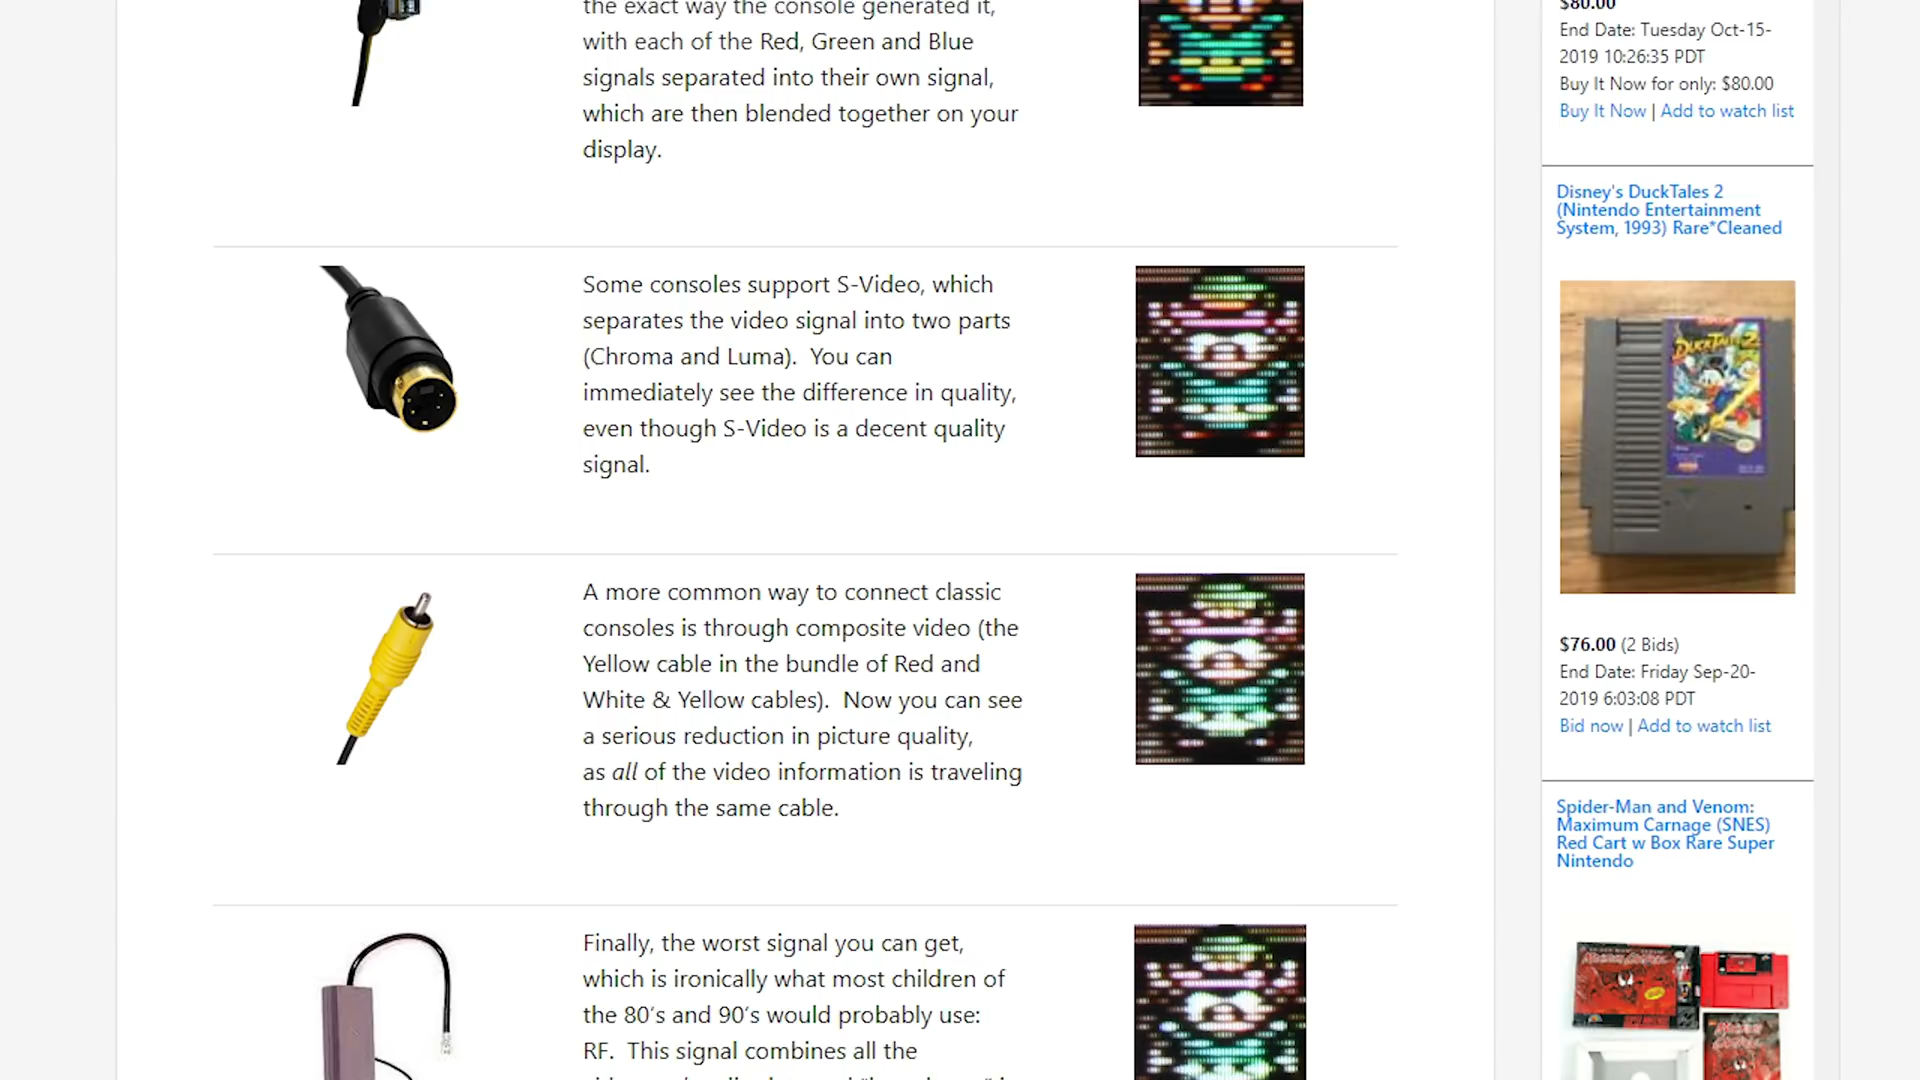 the exact way the console generated it,
with each of the Red, Green and Blue
signals separated into their own signal,
which are then blended together on your
display.
Some consoles support S-Video, which
separates the video signal into two parts
(Chroma and Luma).  You can
immediately see the difference in quality,
even though S-Video is a decent quality
signal.
A more common way to connect classic
consoles is through composite video (the
Yellow cable in the bundle of Red and
White & Yellow cables).  Now you can see
a serious reduction in picture quality,
as all of the video information is traveling
through the same cable.
Finally, the worst signal you can get,
which is ironically what most children of
the 80's and 90's would probably use:
RF.  This signal combines all the
$80.00
End Date: Tuesday Oct-15-
2019 10:26:35 PDT
Buy It Now for only: $80.00
Buy It Now | Add to watch list
Disney's DuckTales 2
(Nintendo Entertainment
System, 1993) Rare*Cleaned
DUCKTALES 2
$76.00 (2 Bids)
End Date: Friday Sep-20-
2019 6:03:08 PDT
Bid now | Add to watch list
Spider-Man and Venom:
Maximum Carnage (SNES)
Red Cart w Box Rare Super
Nintendo